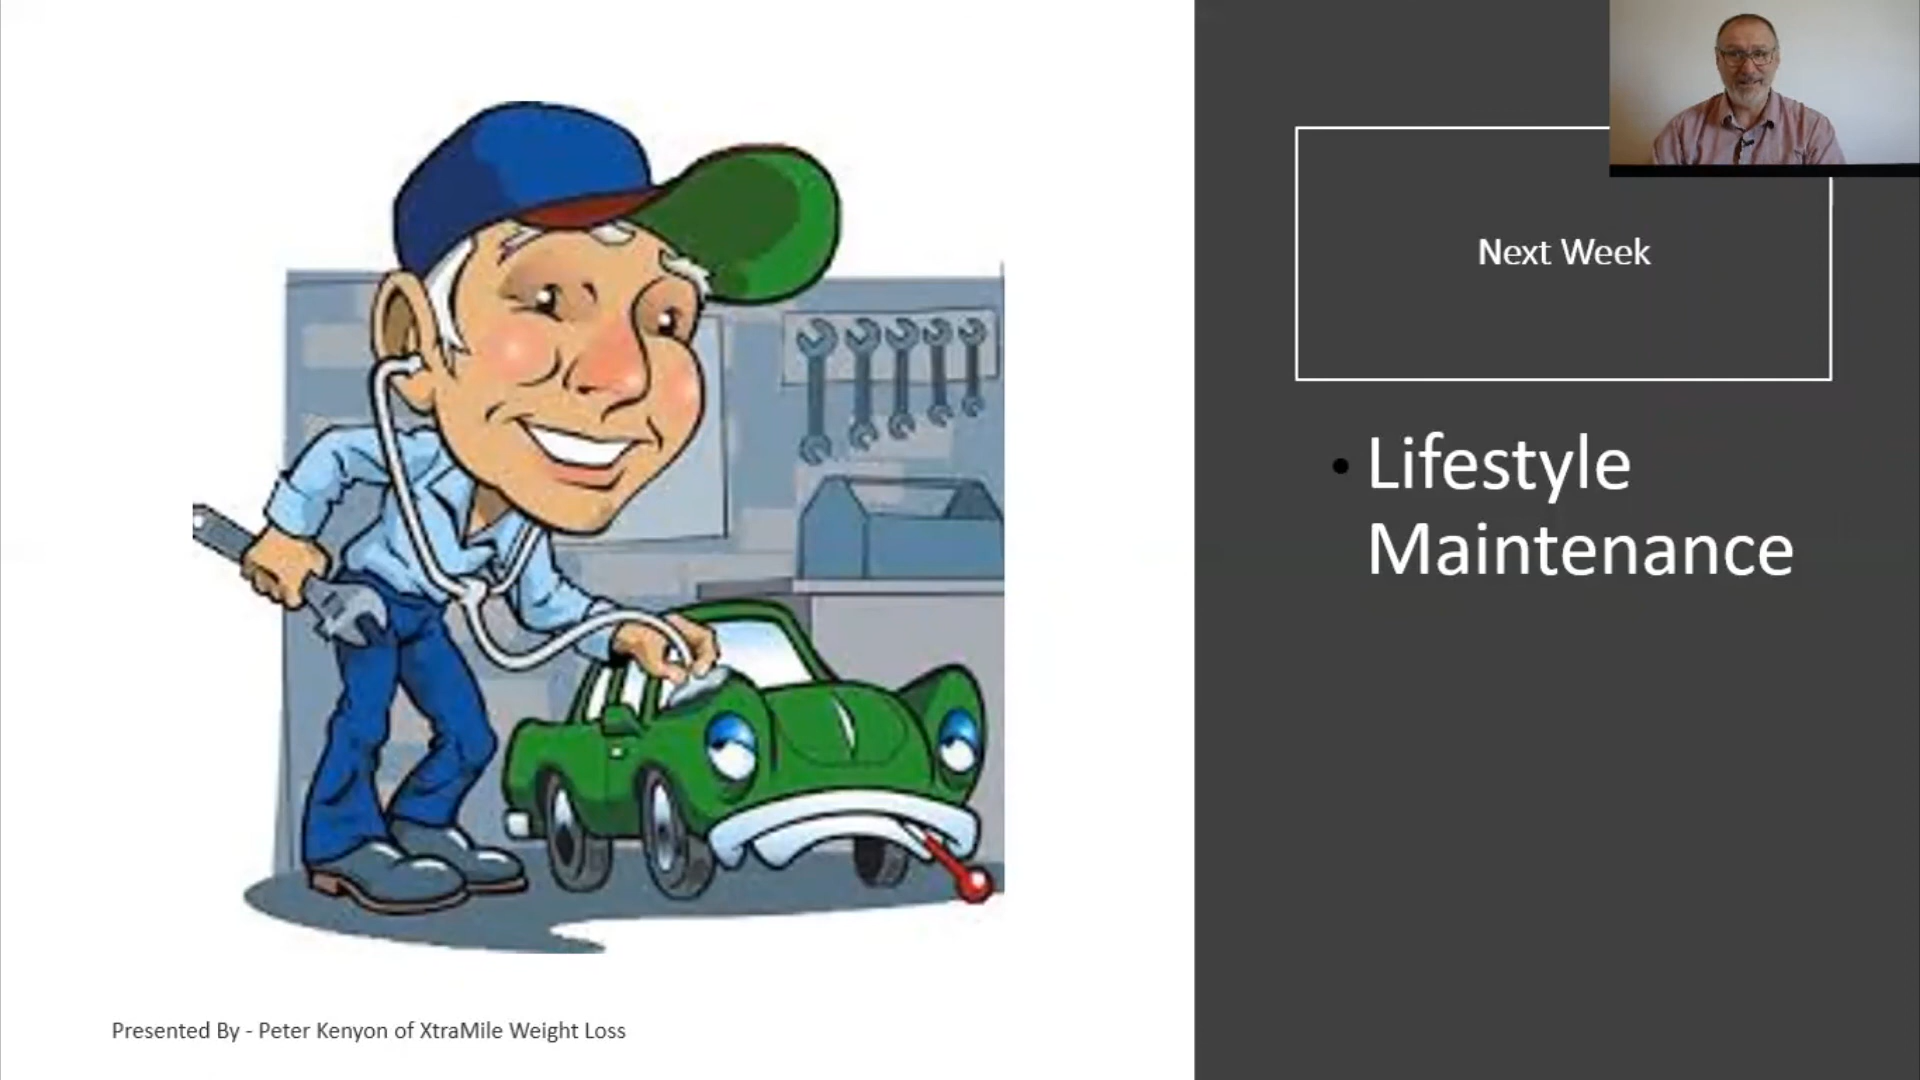 Next Week
• Lifestyle
Maintenance
Presented By - Peter Kenyon of XtraMile Weight Loss